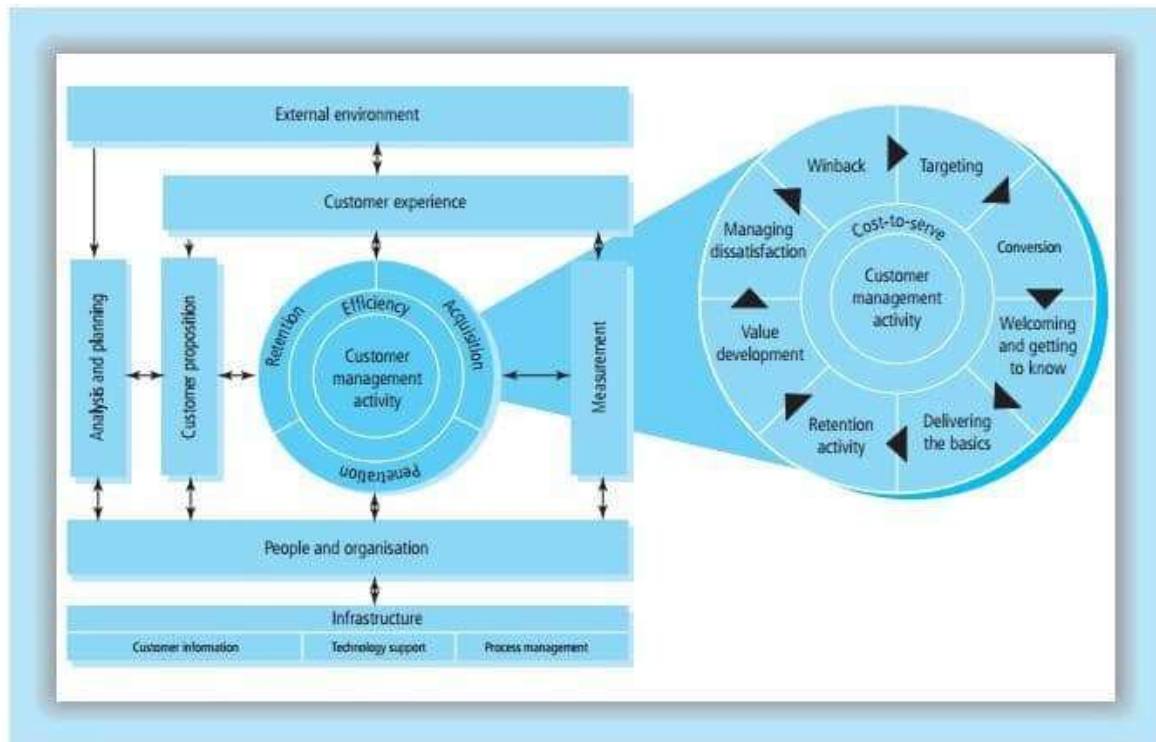 External environment
Customer experience
Analysis and planning
Customer proposition
Retention
Efficiency
Acquisition
Customer
management
activity
Penetration
Measurement
People and organisation
Infrastructure
Customer information
Technology support
Process management
Winback
Targeting
Managing
dissatisfaction
Cost-to-serve
Conversion
Customer
management
activity
Value
development
Welcoming
and getting
to know
Retention
activity
Delivering
the basics